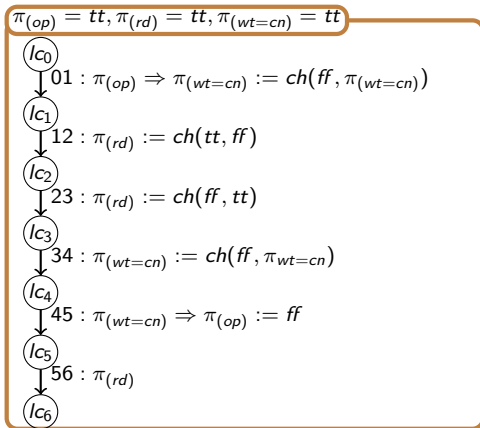 π(op) = tt, π(rd) = tt, π(wt=cn) = tt
lc0
01 : π(op) ⇒ π(wt=cn) := ch(ff, π(wt=cn))
lc1
12 : π(rd) := ch(tt, ff)
lc2
23 : π(rd) := ch(ff, tt)
lc3
34 : π(wt=cn) := ch(ff, πwt=cn)
lc4
45 : π(wt=cn) ⇒ π(op) := ff
lc5
56 : π(rd)
lc6